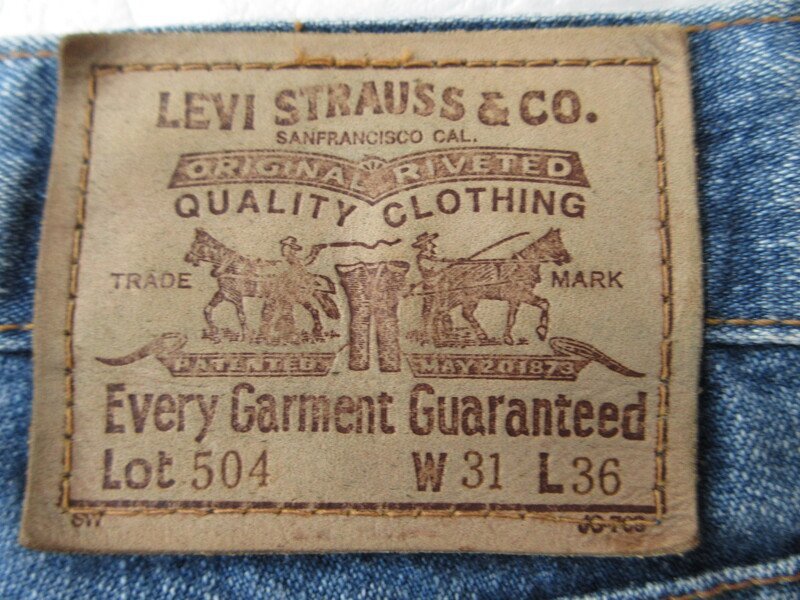 LEVI STRAUSS & CO.
SANFRANCISCO CAL.
ORIGINAL RIVETED
QUALITY CLOTHING
TRADE MARK
PATENTED MAY 20 1873
Every Garment Guaranteed
Lot 504 W 31 L 36